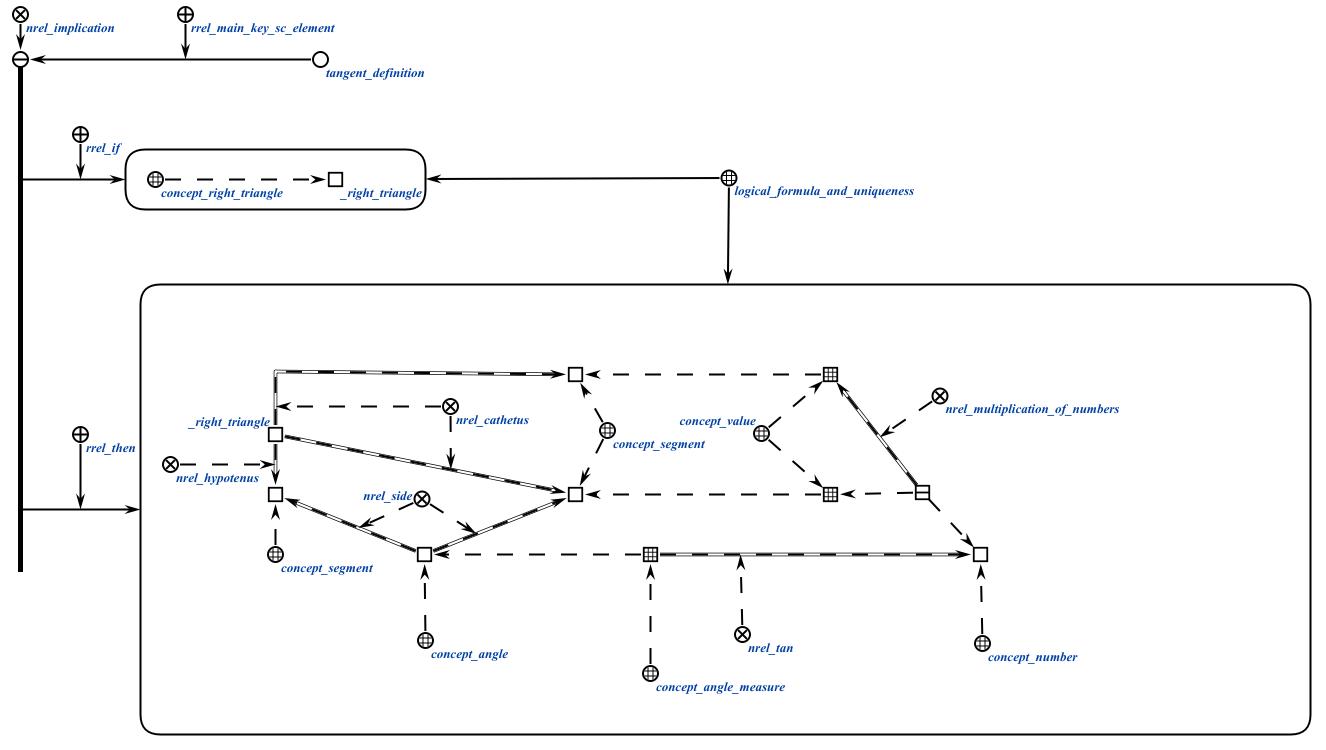 nrel_implication
rrel_main_key_sc_element
tangent_definition
rrel_if
concept_right_triangle
_right_triangle
logical_formula_and_uniqueness
_right_triangle
nrel_cathetus
concept_value
nrel_multiplication_of_numbers
concept_segment
rrel_then
nrel_hypotenus
nrel_side
concept_segment
concept_angle
nrel_tan
concept_number
concept_angle_measure